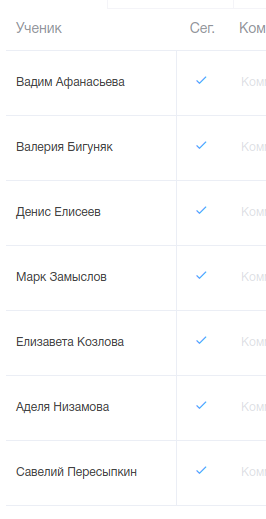 Ученик Сег. Ком
Вадим Афанасьева Ком
Валерия Бигуняк Ком
Денис Елисеев Ком
Марк Замыслов Ком
Елизавета Козлова Ком
Аделя Низамова Ком
Савелий Пересыпкин Ком